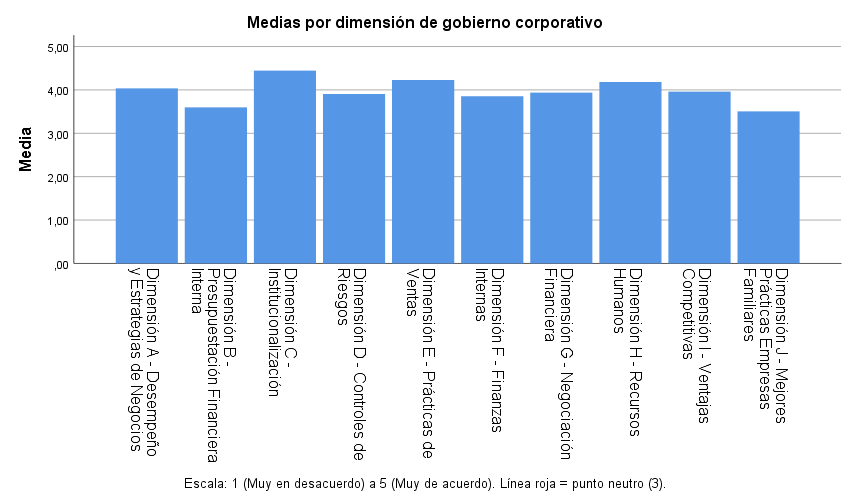 Medias por dimensión de gobierno corporativo
5,00
4,00
3,00
2,00
1,00
,00
Media
Dimensión A - Desempeño
y Estrategias de Negocios
Dimensión B -
Presupuestación Financiera
Interna
Dimensión C -
Institucionalización
Dimensión D - Controles de
Riesgos
Dimensión E - Prácticas de
Ventas
Dimensión F - Finanzas
Internas
Dimensión G - Negociación
Financiera
Dimensión H - Recursos
Humanos
Dimensión I - Ventajas
Competitivas
Dimensión J - Mejores
Prácticas Empresas
Familiares
Escala: 1 (Muy en desacuerdo) a 5 (Muy de acuerdo). Línea roja = punto neutro (3).